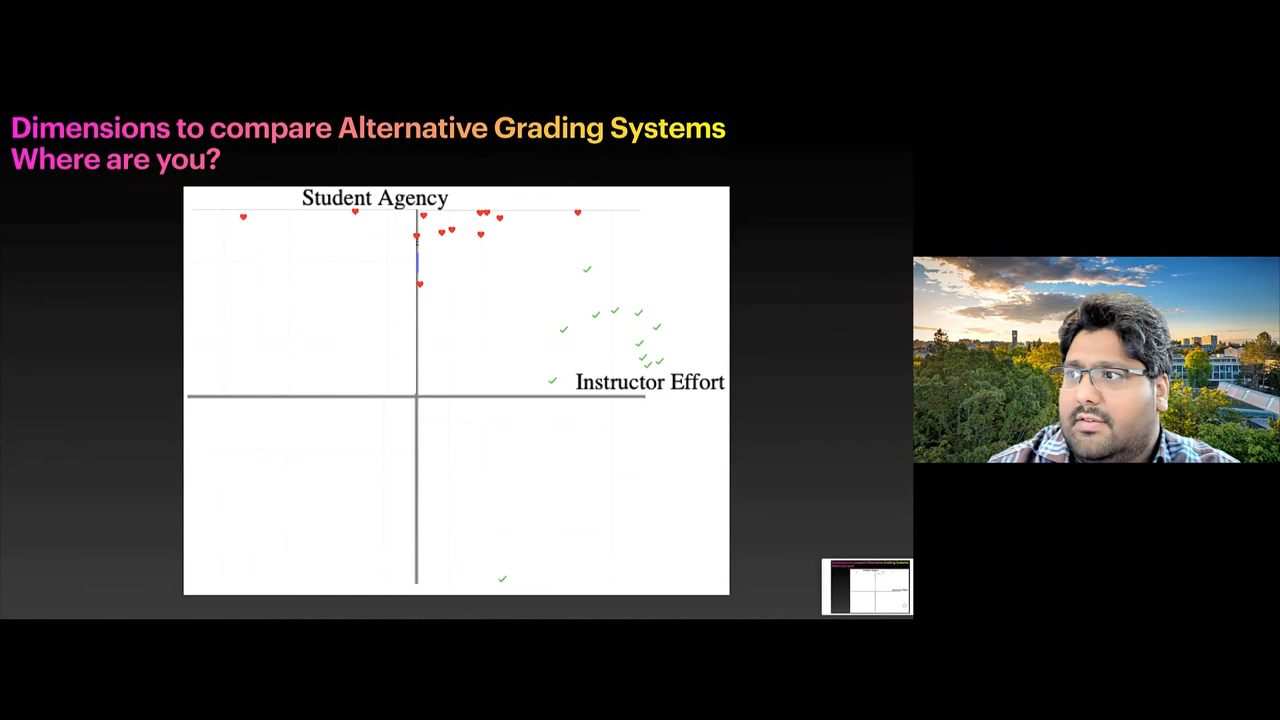 Dimensions to compare Alternative Grading Systems
Where are you?
Student Agency
Instructor Effort